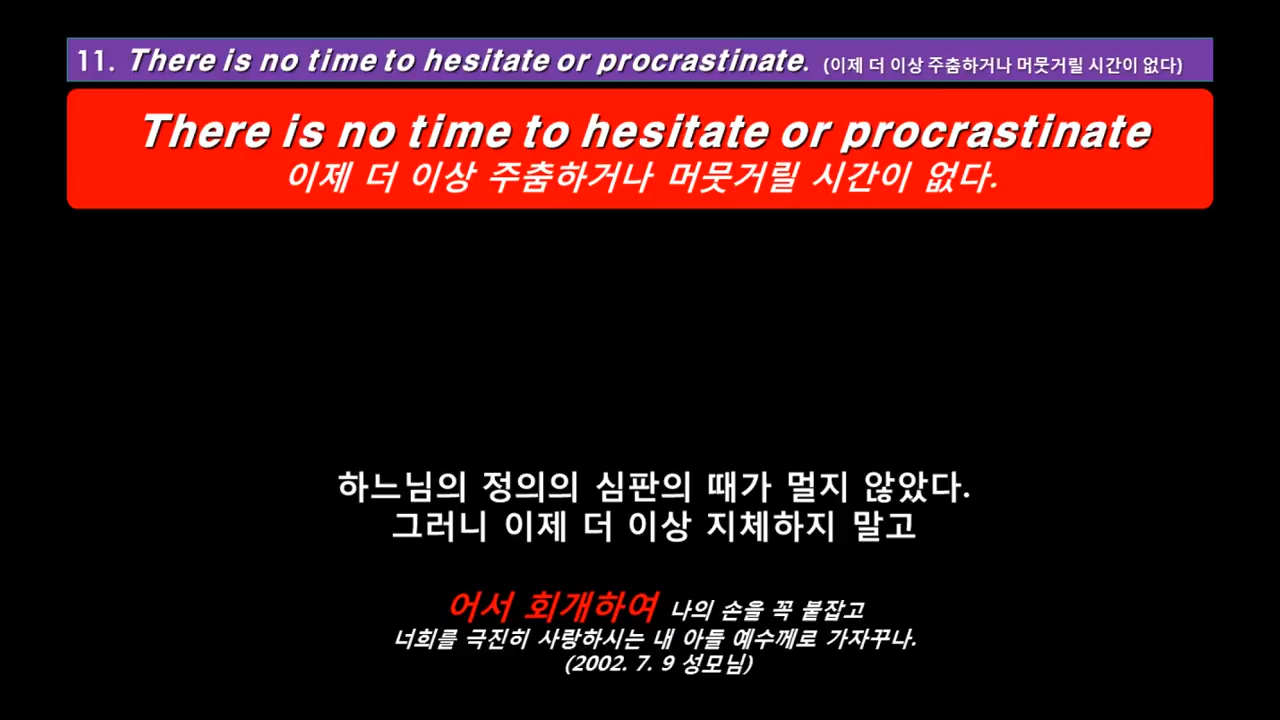 11. There is no time to hesitate or procrastinate. (이제 더 이상 주춤하거나 머뭇거릴 시간이 없다)
There is no time to hesitate or procrastinate
이제 더 이상 주춤하거나 머뭇거릴 시간이 없다.
하느님의 정의의 심판의 때가 멀지 않았다.
그러니 이제 더 이상 지체하지 말고
어서 회개하여 나의 손을 꼭 붙잡고
너희를 극진히 사랑하시는 내 아들 예수께로 가자꾸나.
(2002. 7. 9 성모님)